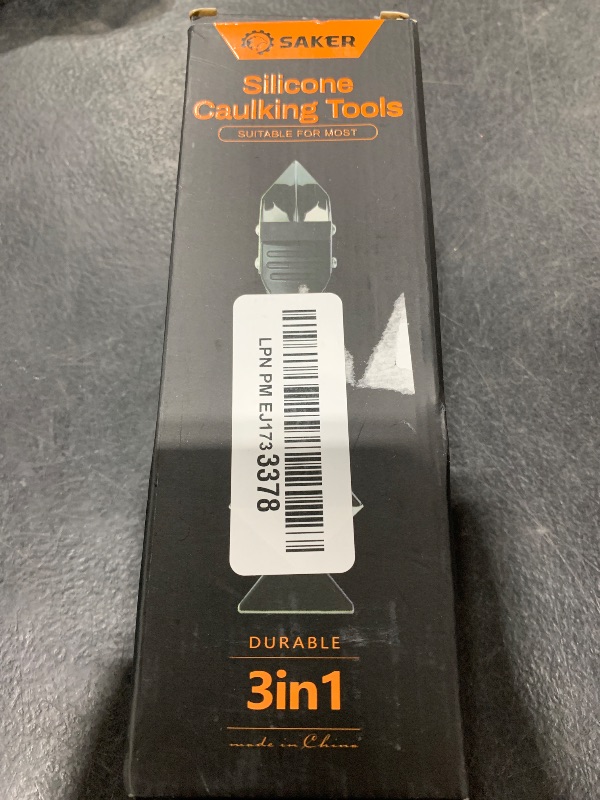 SAKER
Silicone
Caulking Tools
SUITABLE FOR MOST
LPN PM EJ1733378
DURABLE
3in1
made in China